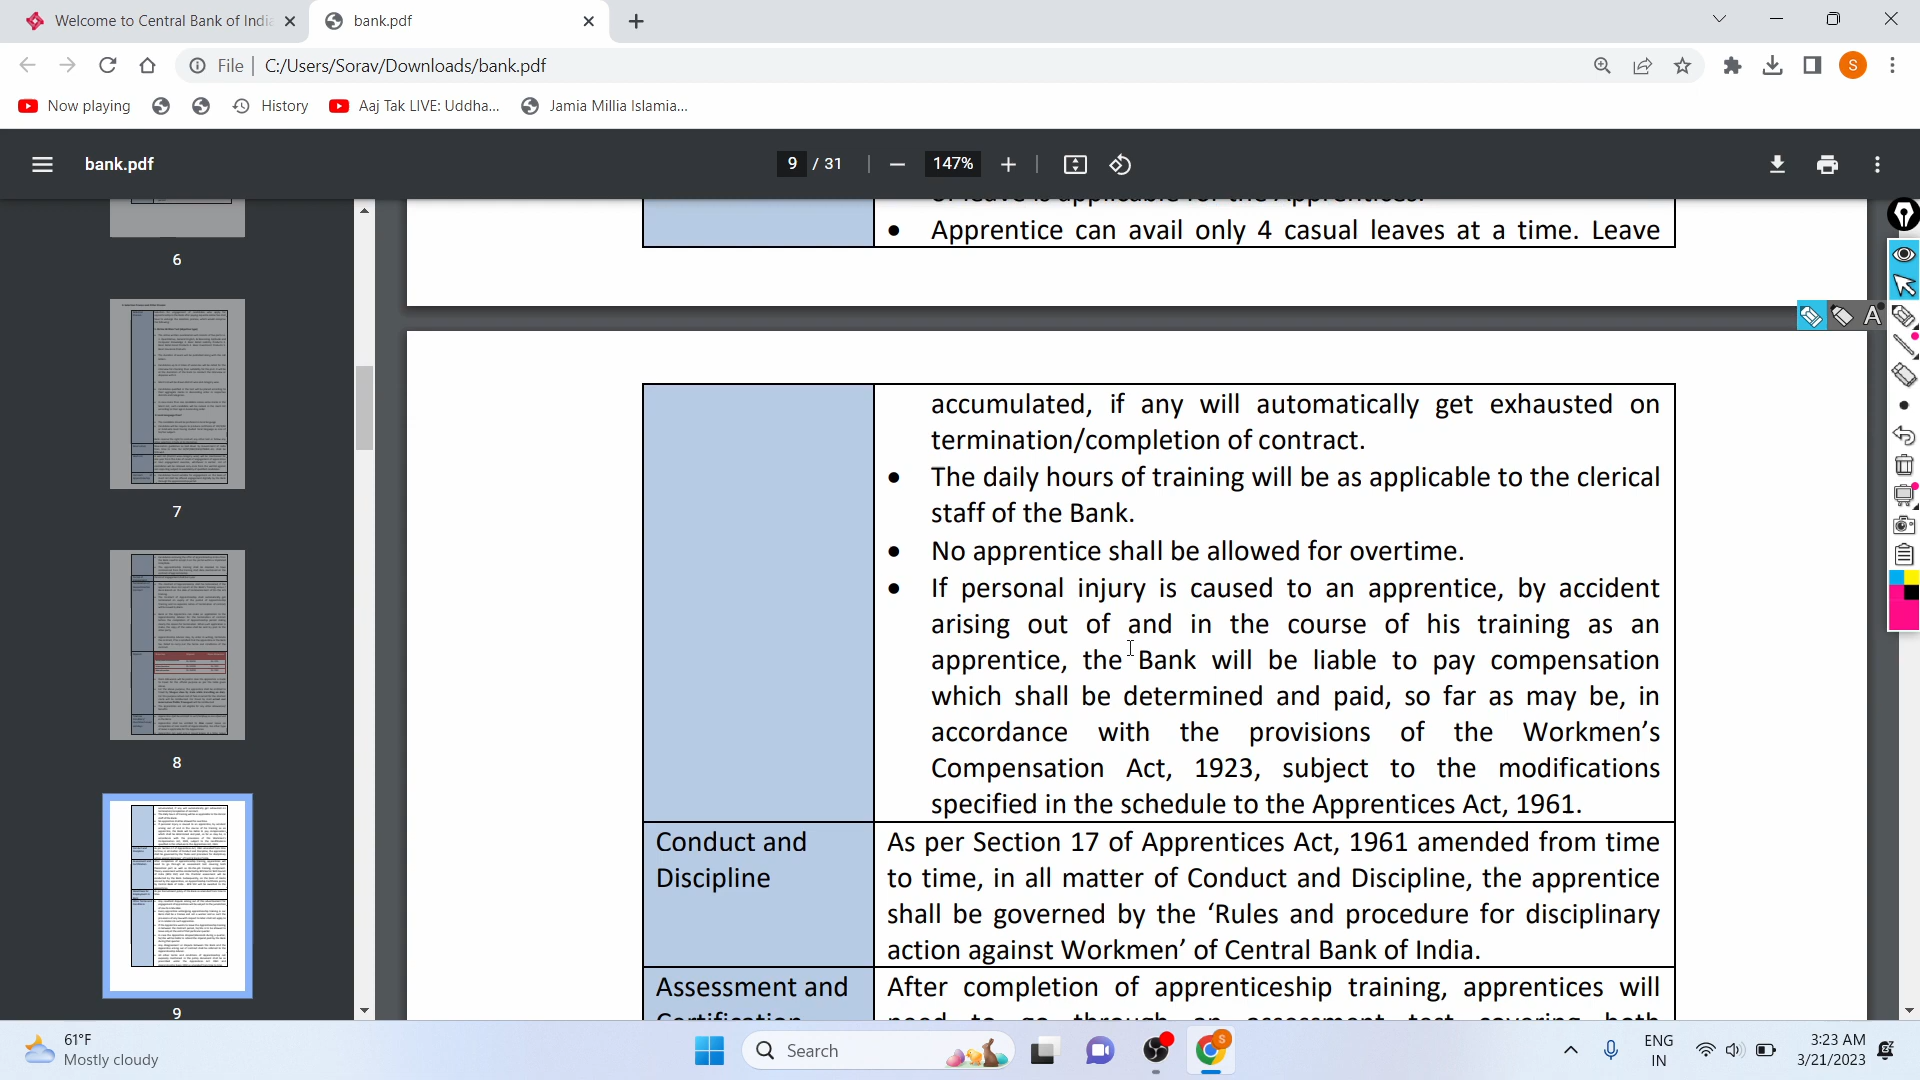 Welcome to Central Bank of India
bank.pdf
File
C:/Users/Sorav/Downloads/bank.pdf
S
Now playing
History
Aaj Tak LIVE: Uddha...
Jamia Millia Islamia...
bank.pdf
9 / 31
147%
6
7
8
9
• Apprentice can avail only 4 casual leaves at a time. Leave
A
accumulated, if any will automatically get exhausted on
termination/completion of contract.
• The daily hours of training will be as applicable to the clerical
staff of the Bank.
• No apprentice shall be allowed for overtime.
• If personal injury is caused to an apprentice, by accident
arising out of and in the course of his training as an
apprentice, the Bank will be liable to pay compensation
which shall be determined and paid, so far as may be, in
accordance with the provisions of the Workmen’s
Compensation Act, 1923, subject to the modifications
specified in the schedule to the Apprentices Act, 1961.
Conduct and
Discipline
As per Section 17 of Apprentices Act, 1961 amended from time
to time, in all matter of Conduct and Discipline, the apprentice
shall be governed by the ‘Rules and procedure for disciplinary
action against Workmen’ of Central Bank of India.
Assessment and
After completion of apprenticeship training, apprentices will
61°F
Mostly cloudy
Search
S
ENG
IN
3:23 AM
3/21/2023